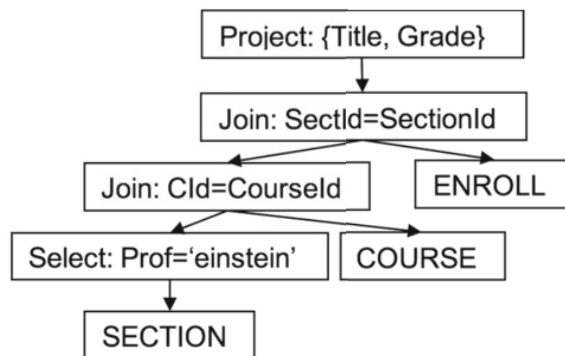 Project: {Title, Grade}
Join: SectId=SectionId
Join: CId=CourseId
ENROLL
Select: Prof=‘einstein’
COURSE
SECTION